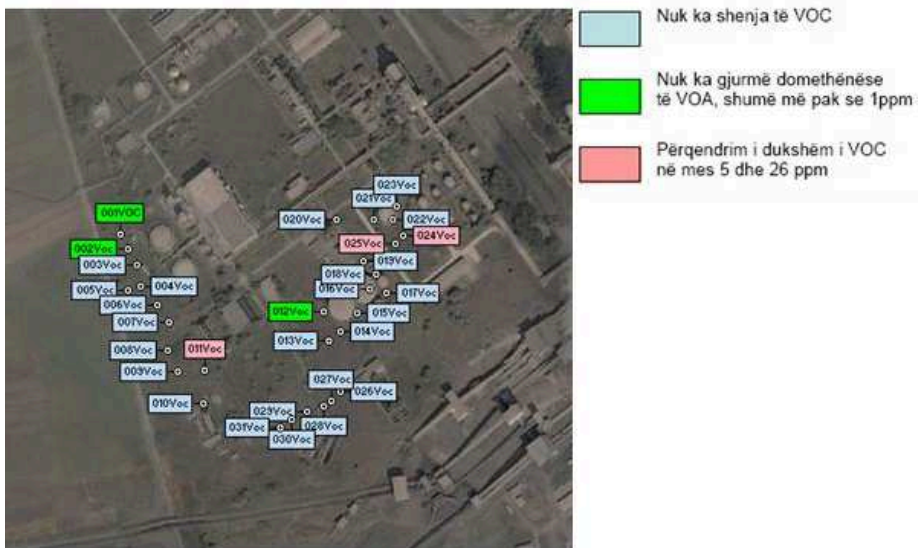 Nuk ka shenja të VOC
Nuk ka gjurmë domethënëse
të VOA, shumë më pak se 1ppm
Përqendrim i dukshëm i VOC
në mes 5 dhe 26 ppm
023Voc
021Voc
001VOC
020Voc
022Voc
024Voc
025Voc
002Voc
003Voc
019Voc
018Voc
004Voc
005Voc
016Voc
017Voc
006Voc
012Voc
015Voc
007Voc
014Voc
013Voc
008Voc
011Voc
009Voc
027Voc
026Voc
010Voc
029Voc
028Voc
031Voc
030Voc